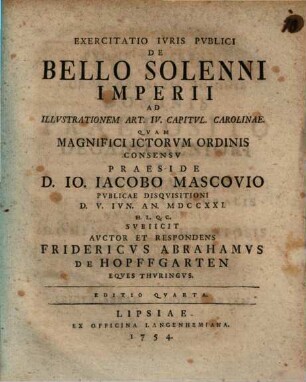 EXERCITATIO IVRIS PVBLICI
DE
BELLO SOLENNI
IMPERII
AD
ILLVSTRATIONEM ART. IV. CAPITVL. CAROLINAE
QVAM
MAGNIFICI ICTORVM ORDINIS
CONSENSV
PRAESIDE
D. IO. IACOBO MASCOVIO
PVBLICAE DISQVISITIONI
D. V. IVN. AN. MDCCXXI.
H. L. Q. C.
SVBIICIT
AVCTOR ET RESPONDENS
FRIDERICVS ABRAHAMVS
DE HOPFFGARTEN
EQVES THVRINGVS.
EDITIO QVARTA.
LIPSIAE
EX OFFICINA LANGENHEMIANA.
1754.